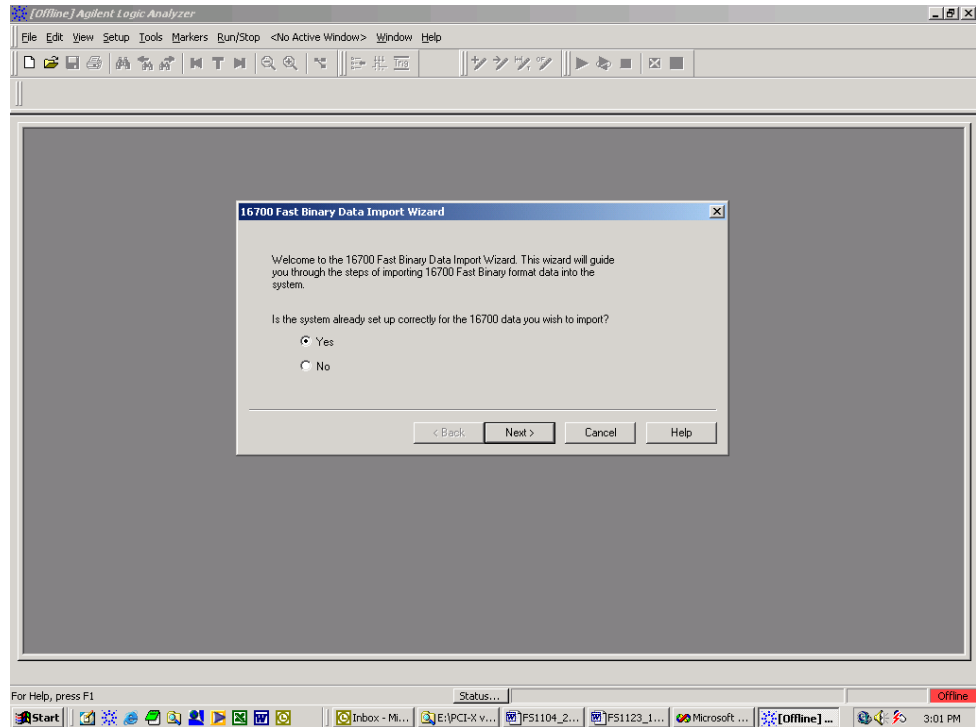 [Offline] Agilent Logic Analyzer
File Edit View Setup Tools Markers Run/Stop <No Active Window> Window Help
16700 Fast Binary Data Import Wizard
Welcome to the 16700 Fast Binary Data Import Wizard. This wizard will guide
you through the steps of importing 16700 Fast Binary format data into the
system.
Is the system already set up correctly for the 16700 data you wish to import?
Yes
No
< Back Next > Cancel Help
For Help, press F1 Status... Offline
Start Inbox - Mi... E:\PCI-X v... FS1104_2... FS1123_1... Microsoft ... [Offline] ... 3:01 PM